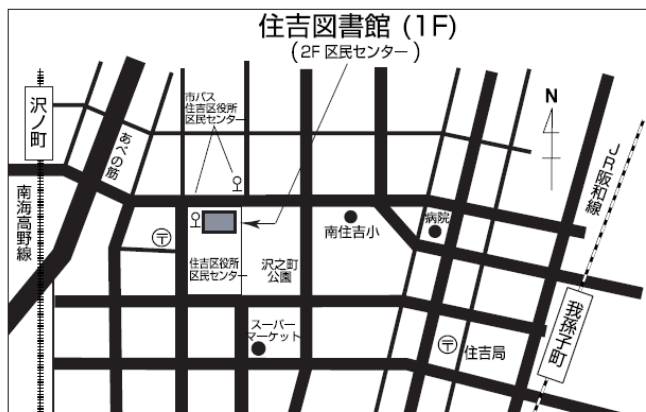 住吉図書館 (1F)
(2F 区民センター)
市バス
住吉区役所
区民センター
N
沢ノ町
あべの筋
JR阪和線
南海高野線
〒
住吉区役所
区民センター
沢之町
公園
南住吉小
病院
スーパー
マーケット
〒
住吉局
我孫子町